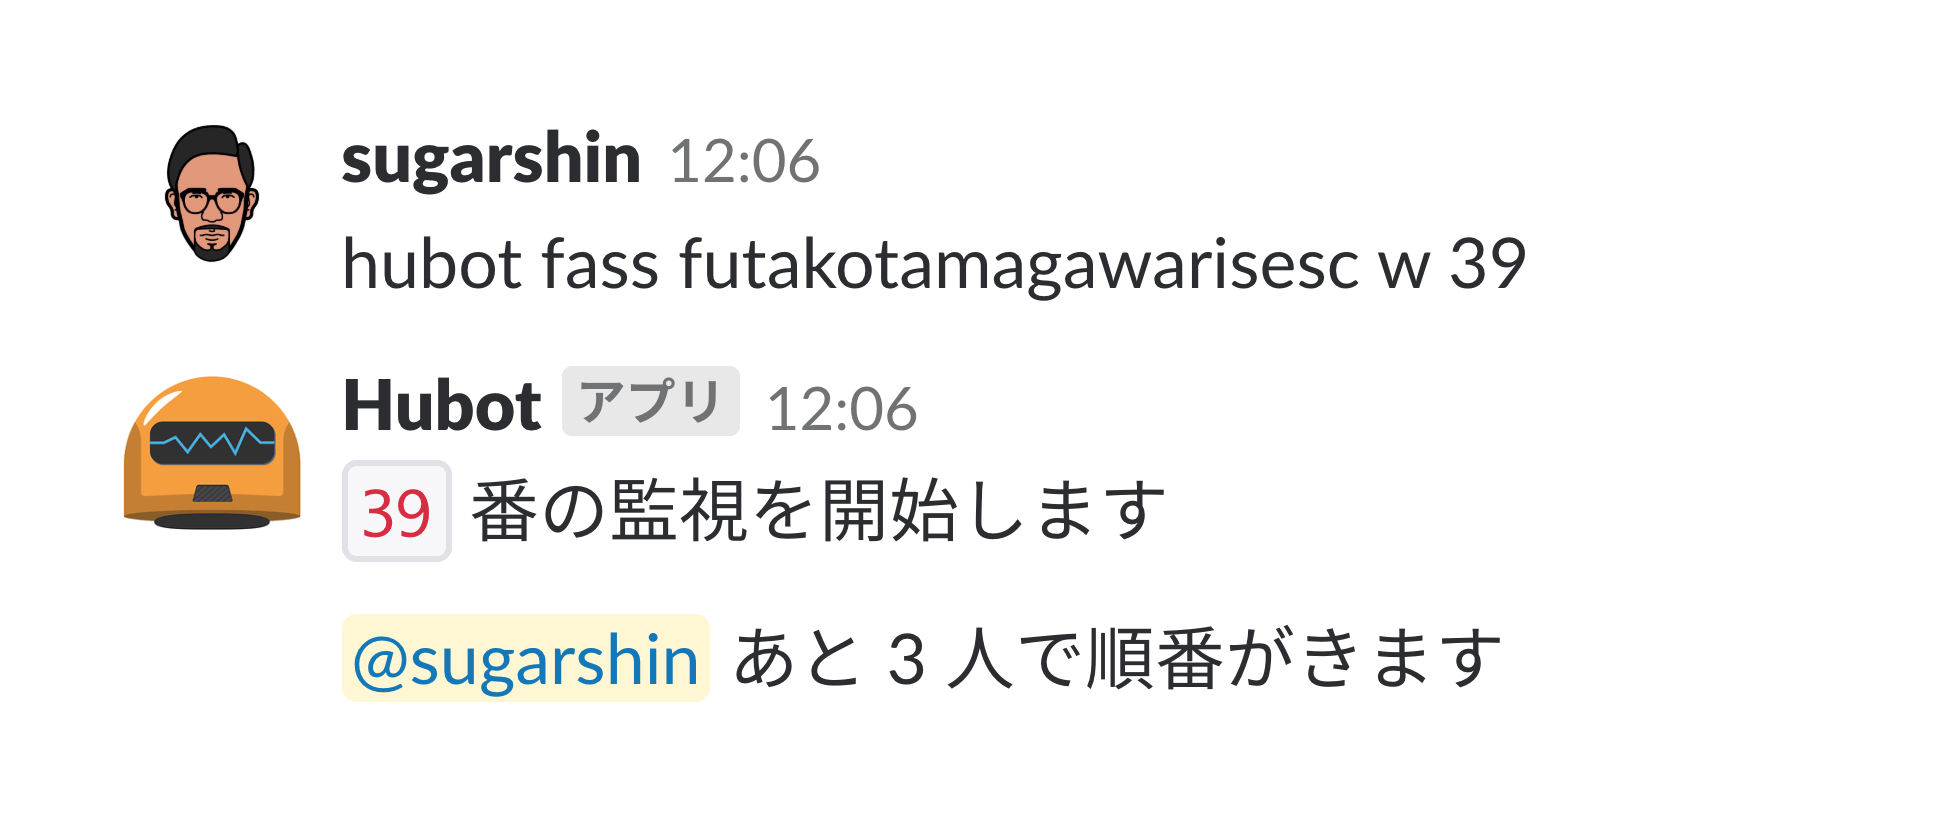 sugarshin 12:06
hubot fass futakotamagawarisesc w 39
Hubot アプリ 12:06
39 番の監視を開始します
@sugarshin あと 3 人で順番がきます